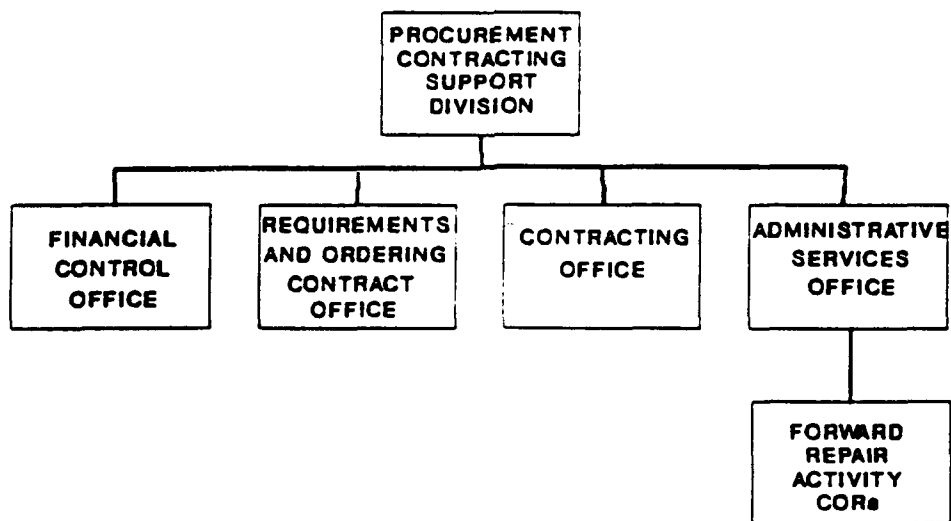 PROCUREMENT
CONTRACTING
SUPPORT
DIVISION
FINANCIAL
CONTROL
OFFICE
REQUIREMENTS
AND ORDERING
CONTRACT
OFFICE
CONTRACTING
OFFICE
ADMINISTRATIVE
SERVICES
OFFICE
FORWARD
REPAIR
ACTIVITY
CORs